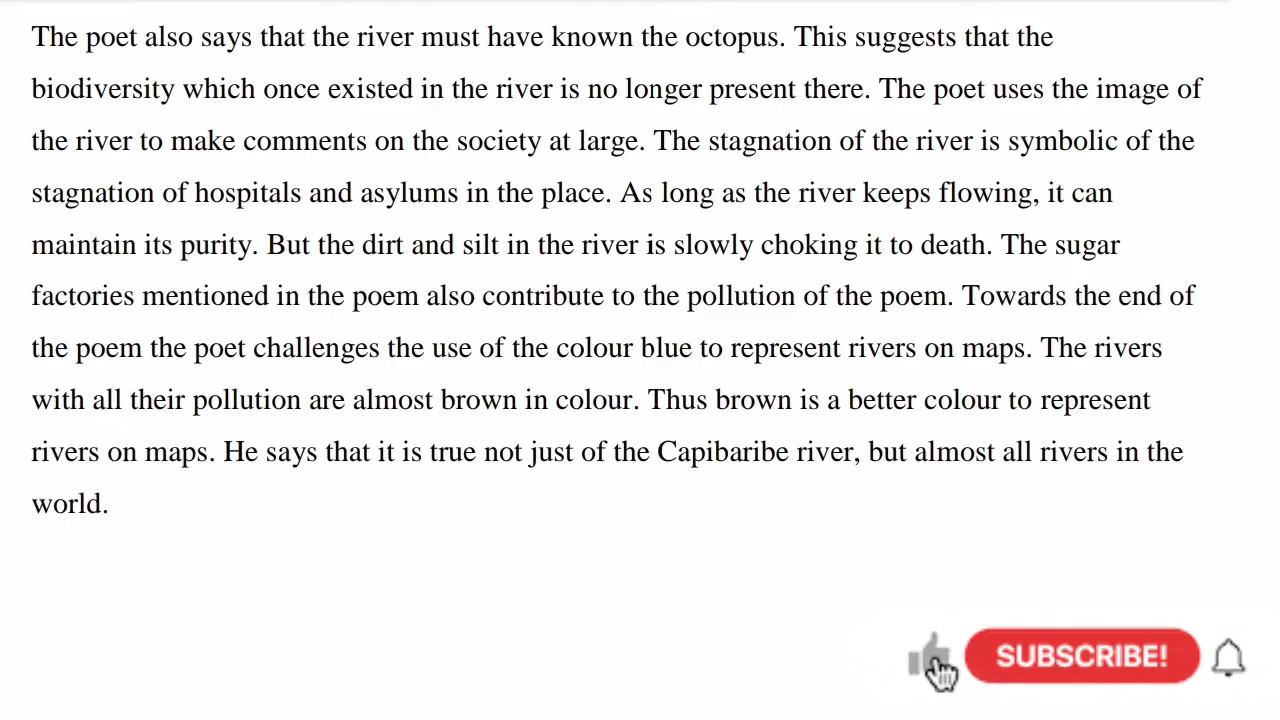 The poet also says that the river must have known the octopus. This suggests that the
biodiversity which once existed in the river is no longer present there. The poet uses the image of
the river to make comments on the society at large. The stagnation of the river is symbolic of the
stagnation of hospitals and asylums in the place. As long as the river keeps flowing, it can
maintain its purity. But the dirt and silt in the river is slowly choking it to death. The sugar
factories mentioned in the poem also contribute to the pollution of the poem. Towards the end of
the poem the poet challenges the use of the colour blue to represent rivers on maps. The rivers
with all their pollution are almost brown in colour. Thus brown is a better colour to represent
rivers on maps. He says that it is true not just of the Capibaribe river, but almost all rivers in the
world.
SUBSCRIBE!